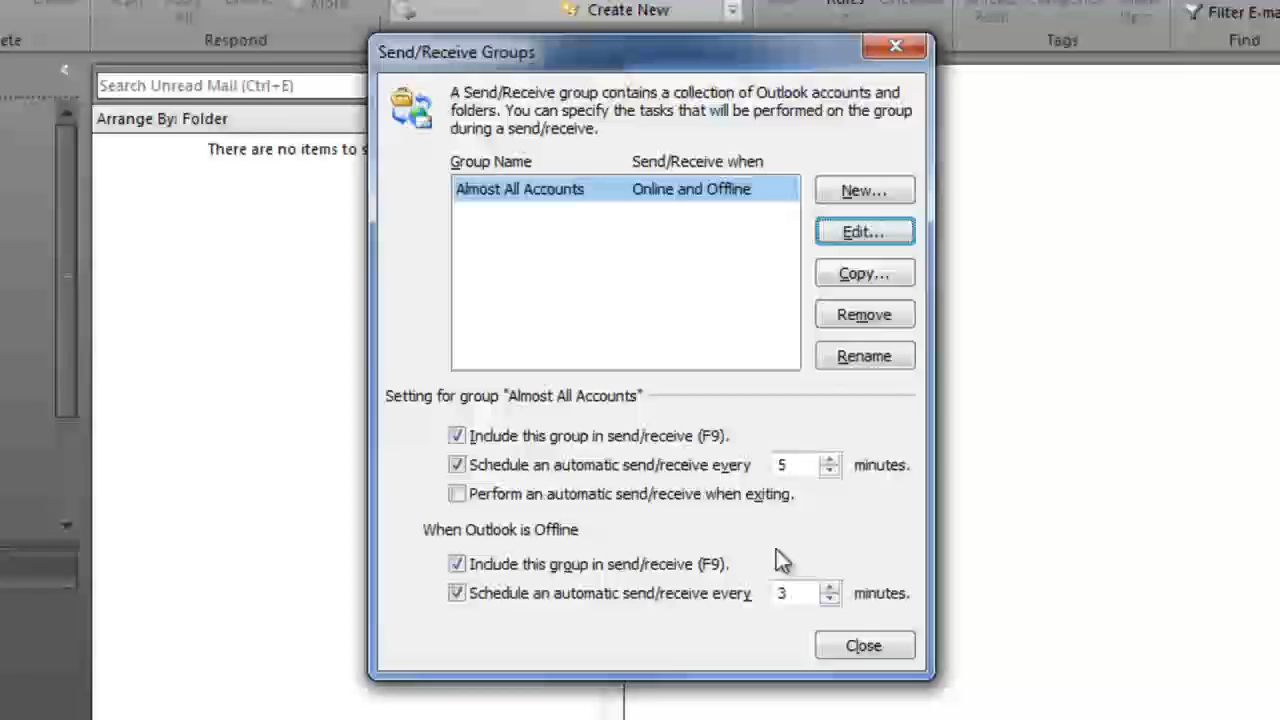 Create New
Filter E-ma
Respond
Tags
Find
Send/Receive Groups
Search Unread Mail (Ctrl+E)
Arrange By: Folder
There are no items to s
A Send/Receive group contains a collection of Outlook accounts and
folders. You can specify the tasks that will be performed on the group
during a send/receive.
Group Name Send/Receive when
Almost All Accounts Online and Offline
New...
Edit...
Copy...
Remove
Rename
Setting for group "Almost All Accounts"
Include this group in send/receive (F9).
Schedule an automatic send/receive every 5 minutes.
Perform an automatic send/receive when exiting.
When Outlook is Offline
Include this group in send/receive (F9).
Schedule an automatic send/receive every 3 minutes.
Close